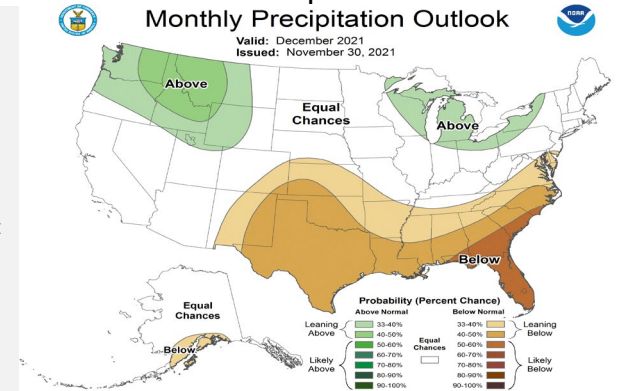 Monthly Precipitation Outlook
Valid: December 2021
Issued: November 30, 2021
NOAA
Above
Equal
Chances
Above
Below
Equal
Chances
Below
Probability (Percent Chance)
Above Normal
Below Normal
Leaning
Above
33-40%
40-50%
Likely
Above
50-60%
60-70%
70-80%
80-90%
90-100%
Equal
Chances
33-40%
40-50%
Leaning
Below
50-60%
60-70%
70-80%
80-90%
90-100%
Likely
Below